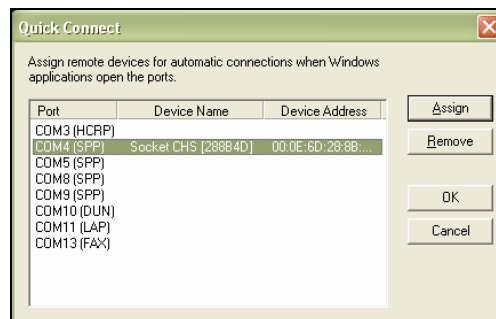 Quick Connect
Assign remote devices for automatic connections when Windows
applications open the ports.
Port Device Name Device Address
COM3 (HCRP)
COM4 (SPP) Socket CHS [288B4D] 00:0E:6D:28:8B:...
COM5 (SPP)
COM8 (SPP)
COM9 (SPP)
COM10 (DUN)
COM11 (LAP)
COM13 (FAX)
Assign
Remove
OK
Cancel